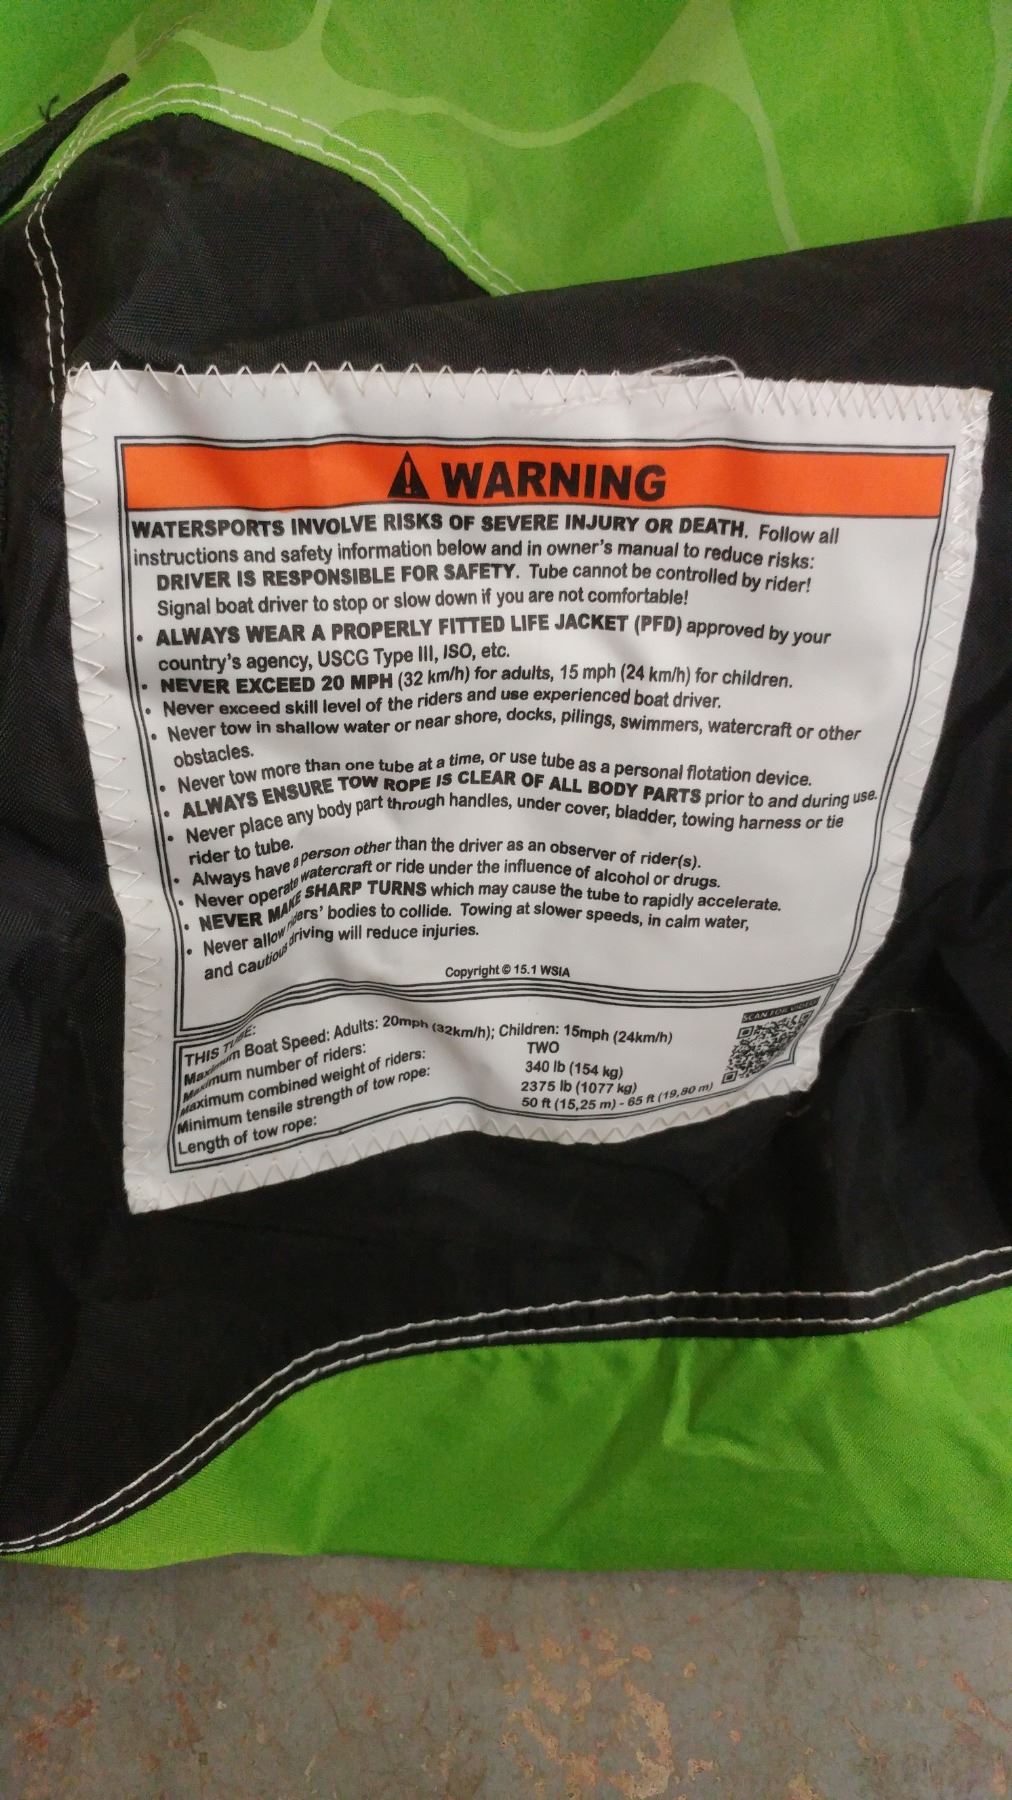 WARNING
WATERSPORTS INVOLVE RISKS OF SEVERE INJURY OR DEATH. Follow all
instructions and safety information below and in owner's manual to reduce risks:
DRIVER IS RESPONSIBLE FOR SAFETY. Tube cannot be controlled by rider!
Signal boat driver to stop or slow down if you are not comfortable!
• ALWAYS WEAR A PROPERLY FITTED LIFE JACKET (PFD) approved by your
country's agency, USCG Type III, ISO, etc.
• NEVER EXCEED 20 MPH (32 km/h) for adults, 15 mph (24 km/h) for children.
• Never exceed skill level of the riders and use experienced boat driver.
• Never tow in shallow water or near shore, docks, pilings, swimmers, watercraft or other
obstacles.
• Never tow more than one tube at a time, or use tube as a personal flotation device.
• ALWAYS ENSURE TOW ROPE IS CLEAR OF ALL BODY PARTS prior to and during use.
• Never place any body part through handles, under cover, bladder, towing harness or tie
rider to tube.
• Always have a person other than the driver as an observer of rider(s).
• Never operate watercraft or ride under the influence of alcohol or drugs.
• NEVER MAKE SHARP TURNS which may cause the tube to rapidly accelerate.
• Never allow riders' bodies to collide. Towing at slower speeds, in calm water,
and cautious driving will reduce injuries.
Copyright © 15.1 WSIA
THIS TUBE:
Maximum Boat Speed: Adults: 20mph (32km/h); Children: 15mph (24km/h)
Maximum number of riders: TWO
Maximum combined weight of riders: 340 lb (154 kg)
Minimum tensile strength of tow rope: 2375 lb (1077 kg)
Length of tow rope: 50 ft (15,25 m) - 65 ft (19,80 m)
SCAN FOR VIDEO